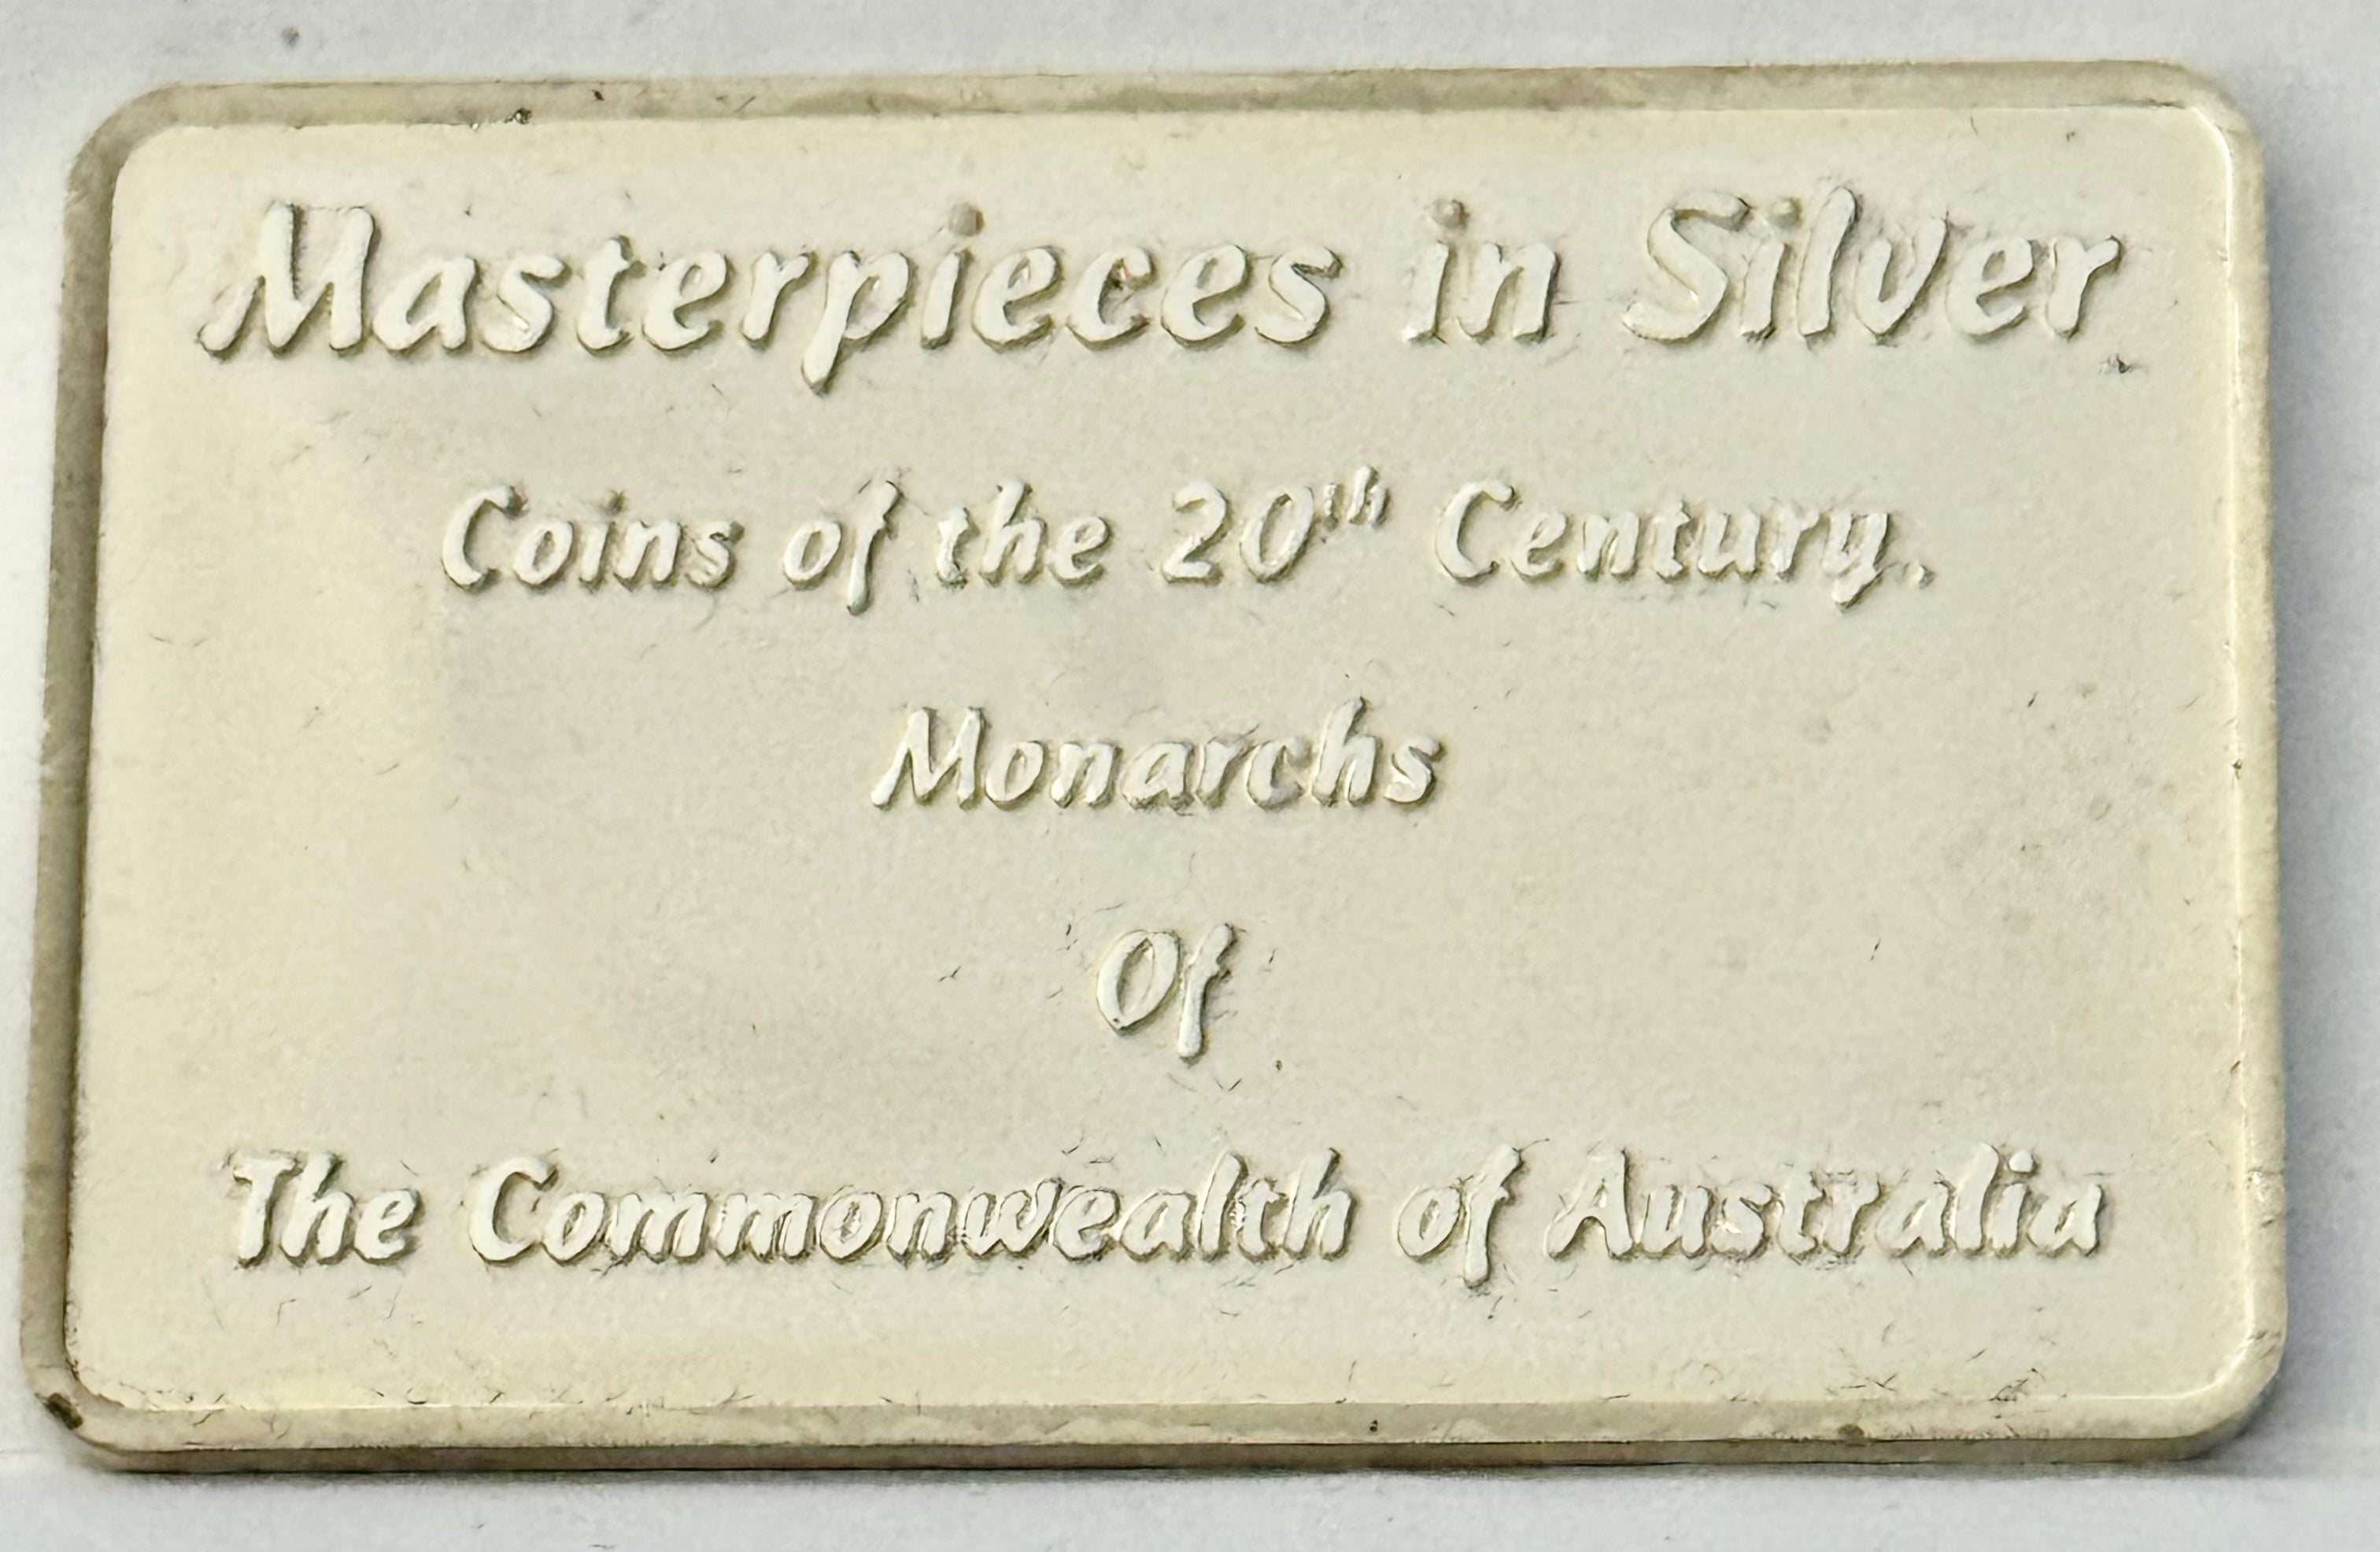 Masterpieces in Silver
Coins of the 20th Century.
Monarchs
Of
The Commonwealth of Australia